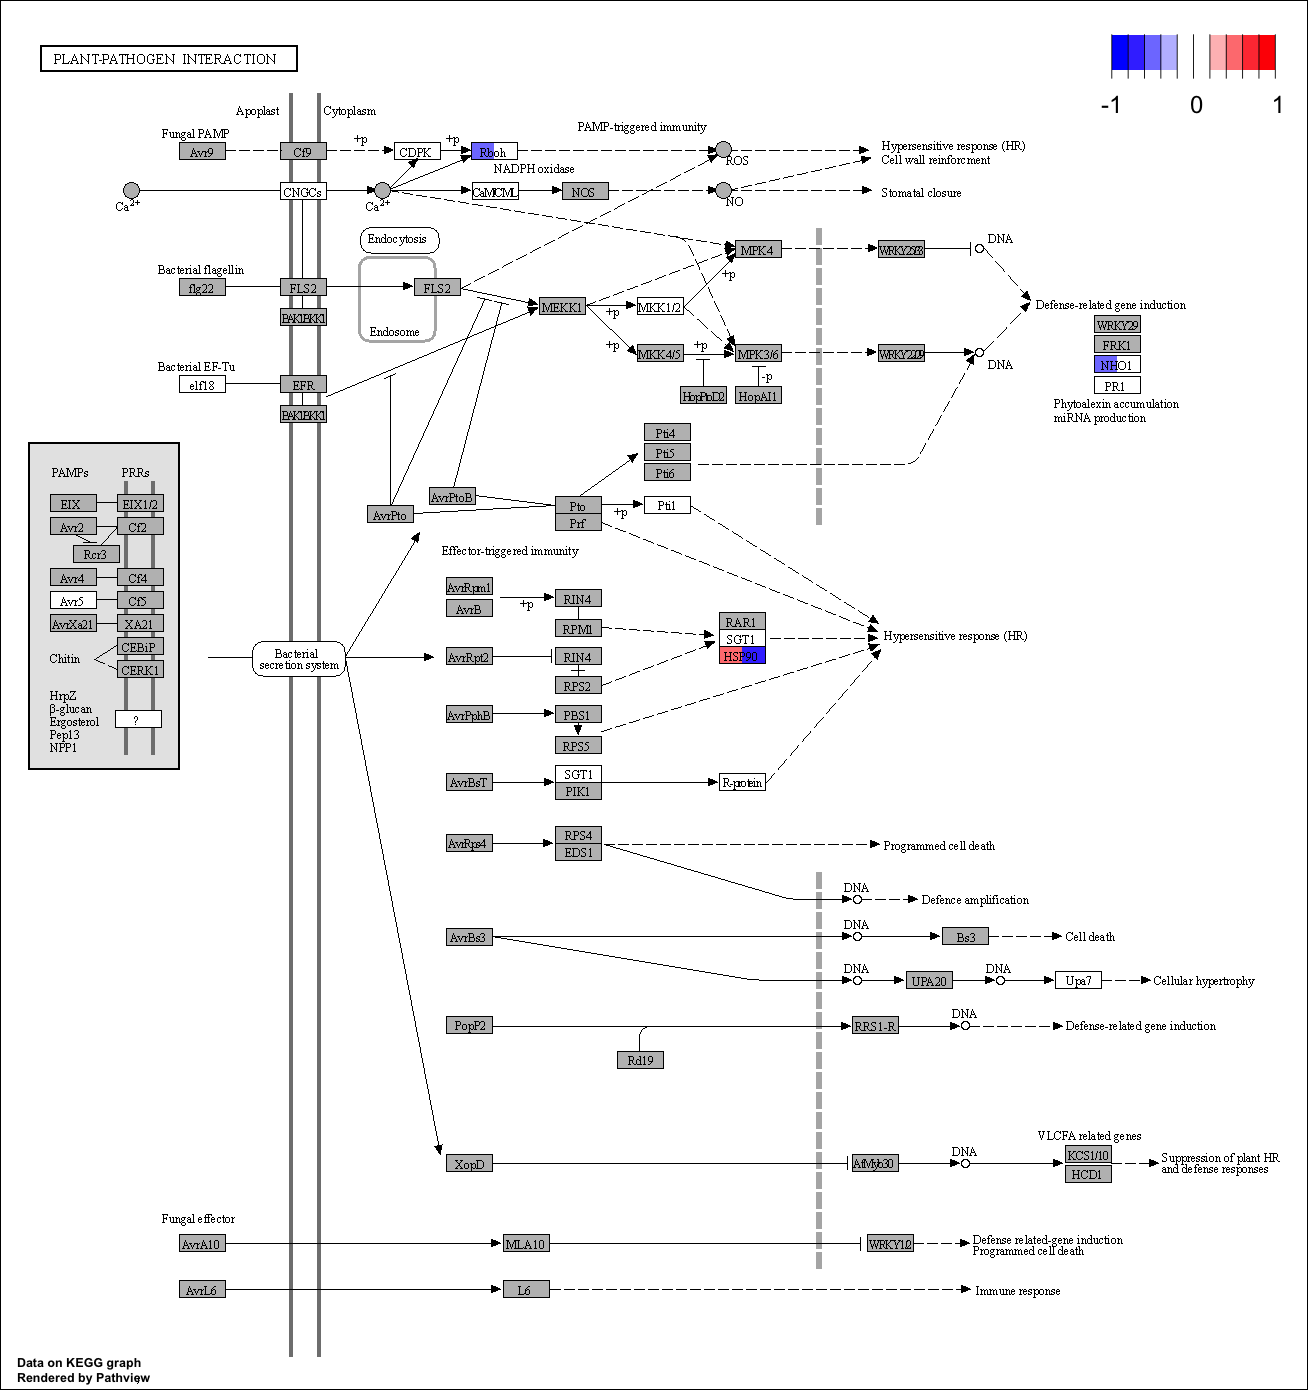 PLANT-PATHOGEN INTERACTION
-1 0 1
Apoplast
Cytoplasm
Fungal PAMP
Avr9
Cf9
+p
CDPK
+p
Rboh
NADPH oxidase
PAMP-triggered immunity
ROS
Hypersensitive response (HR)
Cell wall reinforcment
Ca2+
CNGCs
Ca2+
CaMCML
NOS
NO
Stomatal closure
Endocytosis
Endosome
MPK4
WRKY25/33
DNA
Bacterial flagellin
flg22
FLS2
BAK1/BKK1
FLS2
MEKK1
+p
MKK1/2
+p
Defense-related gene induction
WRKY29
FRK1
NHO1
PR1
Phytoalexin accumulation
miRNA production
+p
MKK4/5
+p
MPK3/6
WRKY22/29
DNA
-p
HopPtoD2
HopAI1
Bacterial EF-Tu
elf18
EFR
BAK1/BKK1
Pti4
Pti5
Pti6
AvrPto
AvrPtoB
Pto
Prf
+p
Pti1
PAMPs
PRRs
EIX
EIX1/2
Avr2
Cf2
Rcr3
Avr4
Cf4
Avr5
Cf5
AvrXa21
XA21
Chitin
CEBiP
CERK1
HrpZ
β-glucan
Ergosterol
Pep13
NPP1
?
Effector-triggered immunity
AvrRpm1
AvrB
+p
RIN4
RPM1
RAR1
SGT1
HSP90
Hypersensitive response (HR)
Bacterial
secretion system
AvrRpt2
RIN4
RPS2
AvrPphB
PBS1
RPS5
AvrBsT
SGT1
PIK1
R-protein
AvrRps4
RPS4
EDS1
Programmed cell death
DNA
Defence amplification
AvrBs3
DNA
Bs3
Cell death
DNA
UPA20
DNA
Upa7
Cellular hypertrophy
PopP2
Rd19
RRS1-R
DNA
Defense-related gene induction
XopD
AtMyb30
DNA
VLCFA related genes
KCS1/10
HCD1
Suppression of plant HR
and defense responses
Fungal effector
AvrA10
MLA10
WRKY1/2
Defense related-gene induction
Programmed cell death
AvrL6
L6
Immune response
Data on KEGG graph
Rendered by Pathview